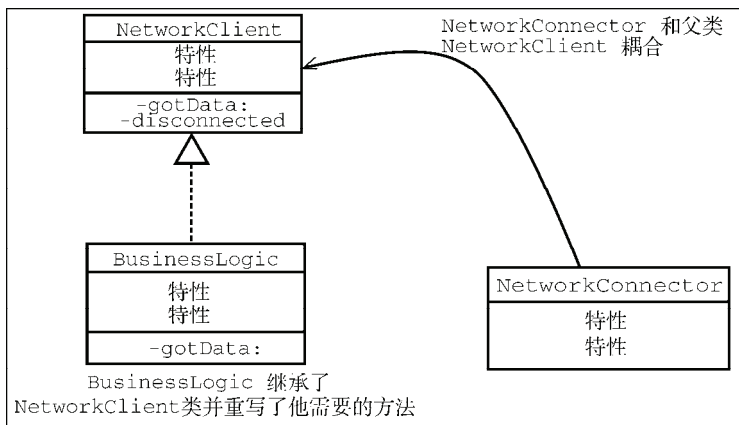 NetworkClient
特性
特性
-gotData:
-disconnected
NetworkConnector 和父类
NetworkClient 耦合
BusinessLogic
特性
特性
-gotData:
NetworkConnector
特性
特性
BusinessLogic 继承了
NetworkClient类并重写了他需要的方法